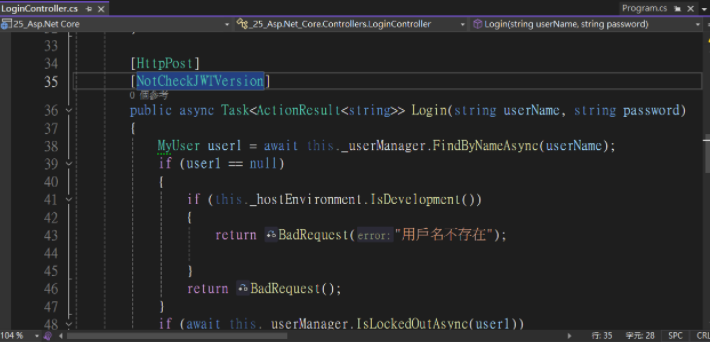 LoginController.cs
Program.cs
25_Asp.Net Core
_25_Asp.Net_Core.Controllers.LoginController
Login(string userName, string password)
33
34 [HttpPost]
35 [NotCheckJWTVersion]
0 個參考
36 public async Task<ActionResult<string>> Login(string userName, string password)
37 {
38 MyUser user1 = await this._userManager.FindByNameAsync(userName);
39 if (user1 == null)
40 {
41 if (this._hostEnvironment.IsDevelopment())
42 {
43 return BadRequest(error: "用戶名不存在");
44
45 }
46 return BadRequest();
47 }
48 if (await this._userManager.IsLockedOutAsync(user1))
104 % 行: 35 字元: 28 SPC CRL